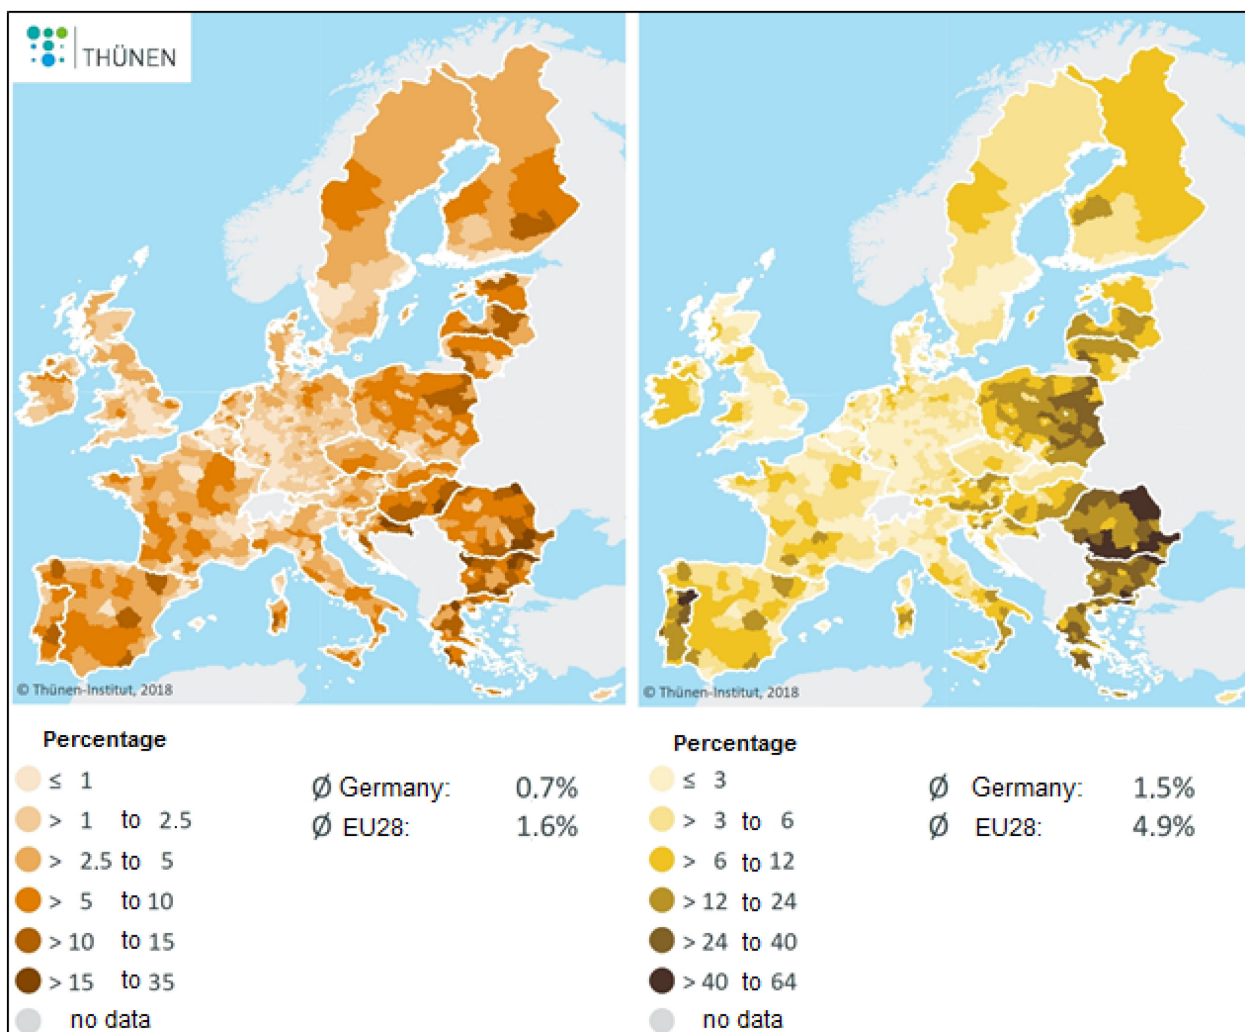 THÜNEN
© Thünen-Institut, 2018
Percentage
≤ 1
> 1 to 2.5
> 2.5 to 5
> 5 to 10
> 10 to 15
> 15 to 35
no data
Ø Germany: 0.7%
Ø EU28: 1.6%
© Thünen-Institut, 2018
Percentage
≤ 3
> 3 to 6
> 6 to 12
> 12 to 24
> 24 to 40
> 40 to 64
no data
Ø Germany: 1.5%
Ø EU28: 4.9%